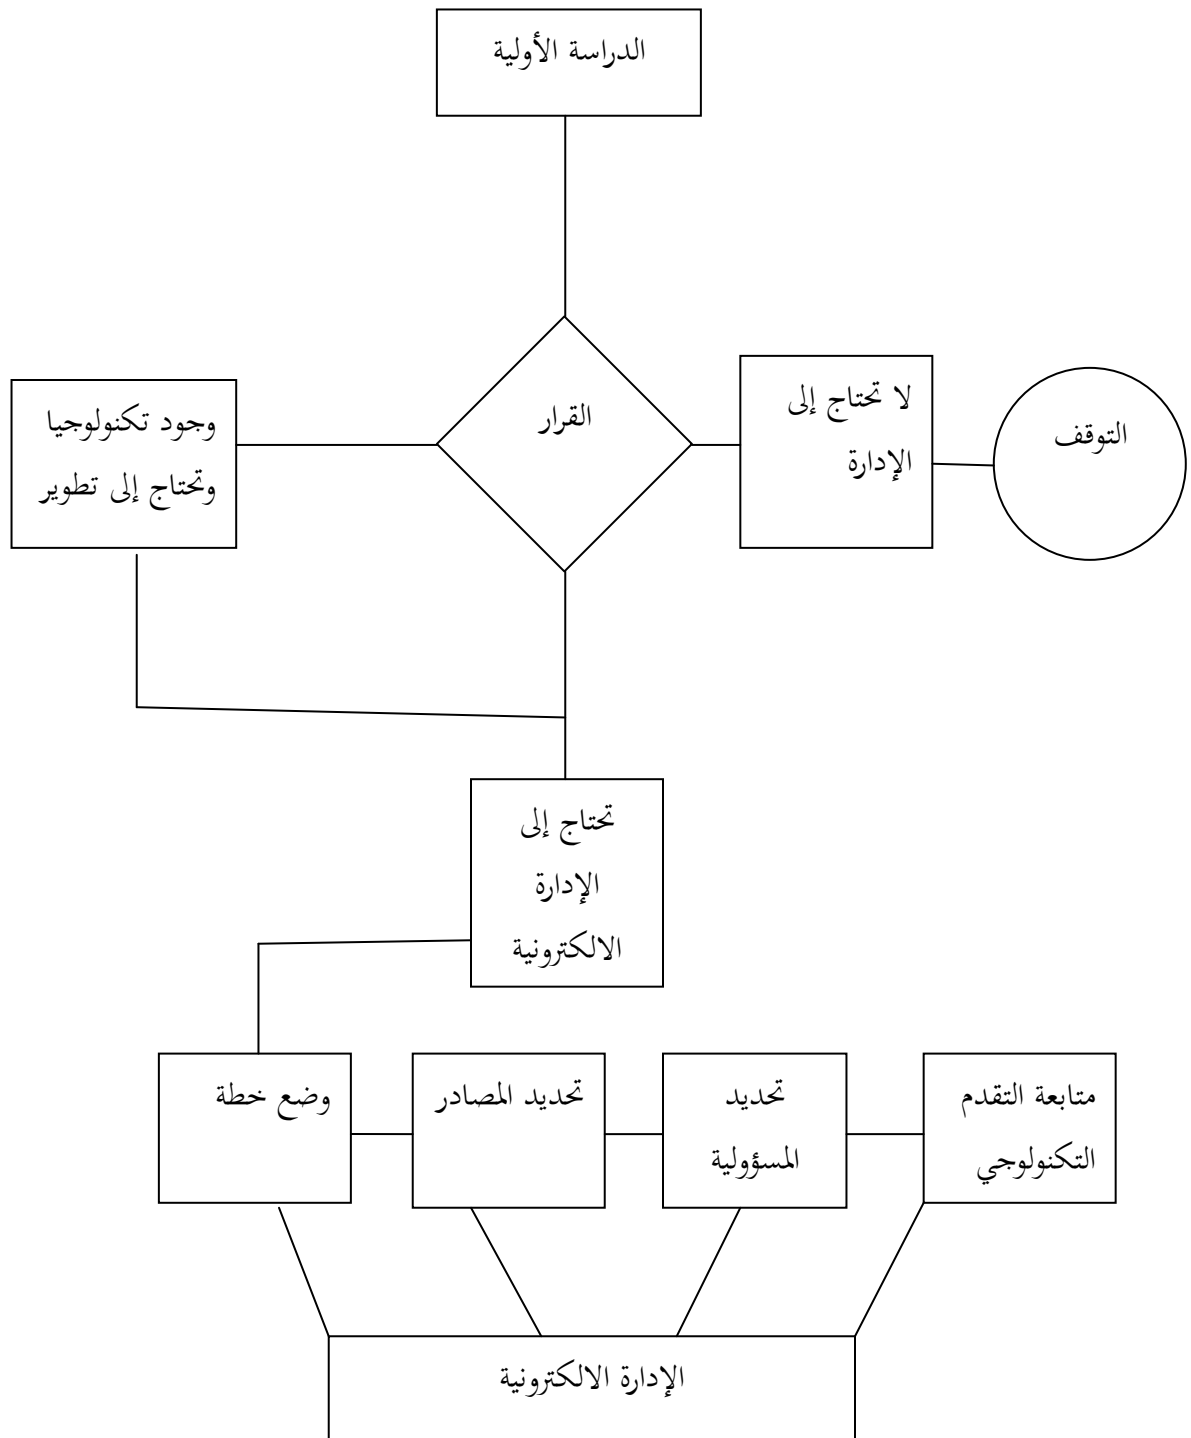 الدراسة الأولية
القرار
لا تحتاج إلى
الإدارة
التوقف
وجود تكنولوجيا
وتحتاج إلى تطوير
تحتاج إلى
الإدارة
الالكترونية
متابعة التقدم
التكنولوجي
تحديد
المسؤولية
تحديد المصادر
وضع خطة
الإدارة الالكترونية